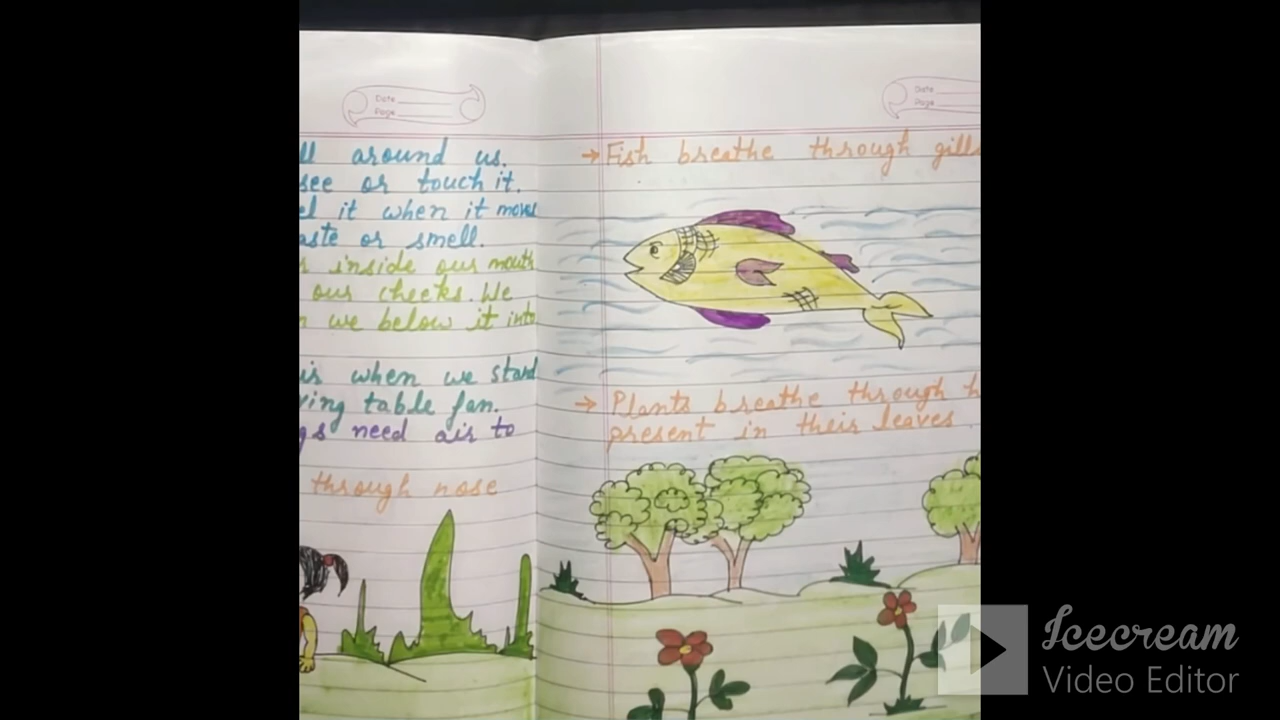 Date
Page
ll around us.
see or touch it.
el it when it moves
aste or smell.
inside our mouth
our cheeks. We
we below it into
is when we stand
ving table fan.
gs need air to
through nose
Date
Page
→ Fish breathe through gills
→ Plants breathe through h
present in their leaves.
Icecream
Video Editor